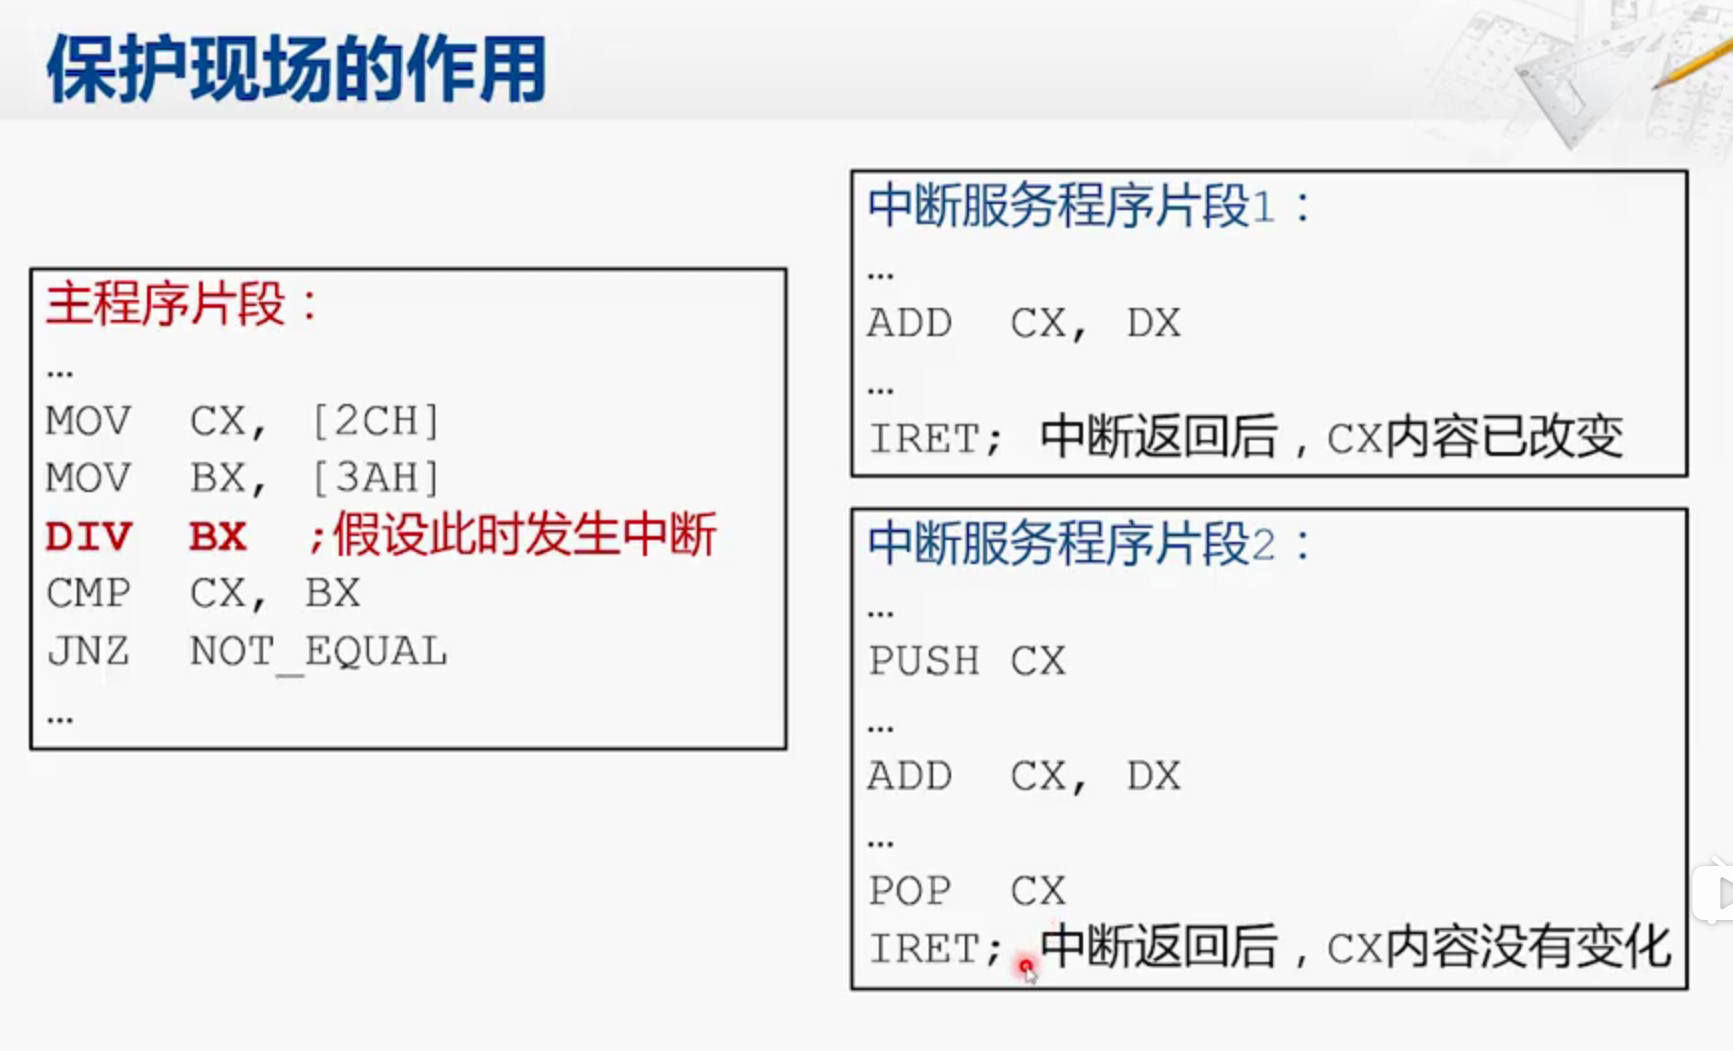 保护现场的作用
主程序片段：
…
MOV CX, [2CH]
MOV BX, [3AH]
DIV BX ;假设此时发生中断
CMP CX, BX
JNZ NOT_EQUAL
…
中断服务程序片段1：
…
ADD CX, DX
…
IRET; 中断返回后，CX内容已改变
中断服务程序片段2：
…
PUSH CX
…
ADD CX, DX
…
POP CX
IRET; 中断返回后，CX内容没有变化